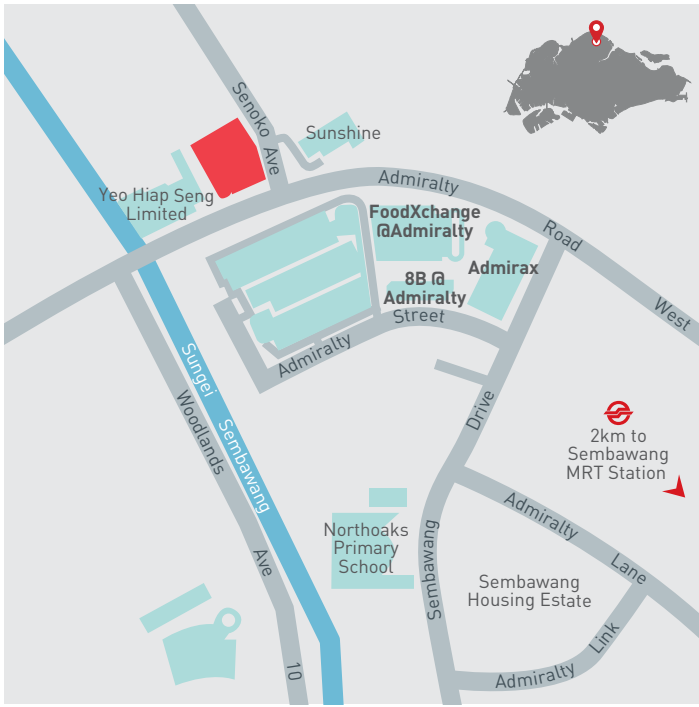 Senoko Ave
Sunshine
Yeo Hiap Seng
Limited
Admiralty Road West
FoodXchange
@Admiralty
Admirax
8B @
Admiralty
Admiralty Street
Sungei Sembawang
Woodlands Ave 10
Sembawang Drive
2km to
Sembawang
MRT Station
Northoaks
Primary
School
Admiralty Lane
Sembawang
Housing Estate
Admiralty Link